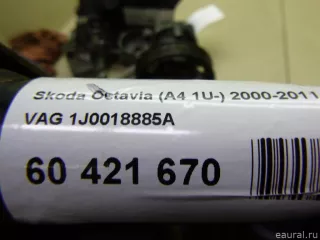 Skoda Octavia (A4 1U-) 2000-2011
VAG 1J0018885A
60 421 670
eaural.ru